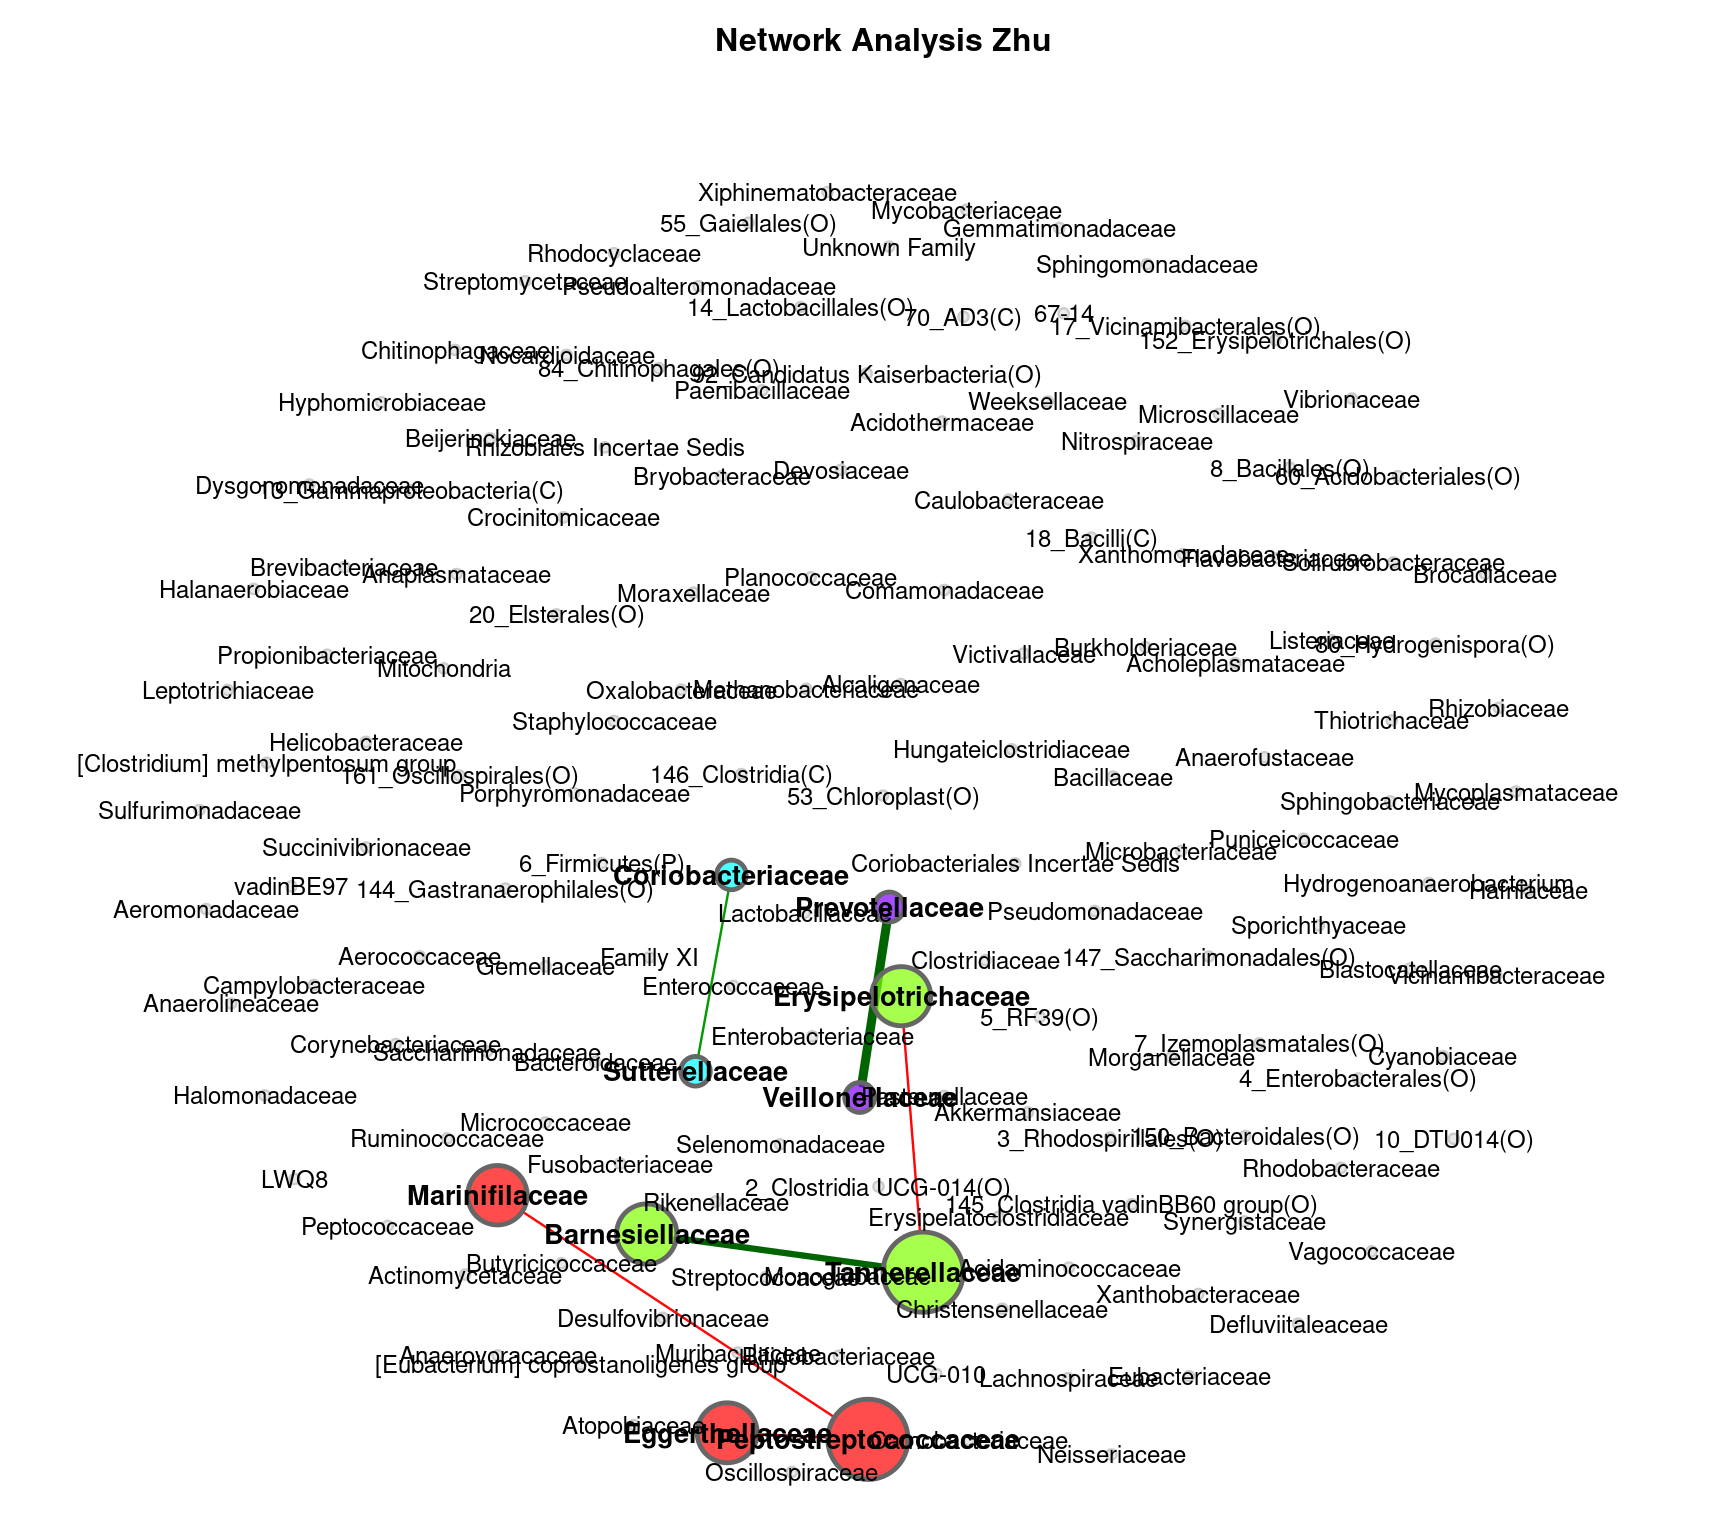 Network Analysis Zhu
Xiphinematobacteraceae
Mycobacteriaceae
55_Gaiellales(O)
Gemmatimonadaceae
Unknown Family
Rhodocyclaceae
Sphingomonadaceae
Streptomycetaceae
Pseudoalteromonadaceae
14_Lactobacillales(O)
70_AD3(C)
67-14
17_Vicinamibacterales(O)
152_Erysipelotrichales(O)
Chitinophagaceae
Nocardioidaceae
84_Chitinophagales(O)
92_Candidatus Kaiserbacteria(O)
Paenibacillaceae
Vibrionaceae
Weeksellaceae
Hyphomicrobiaceae
Microscillaceae
Acidothermaceae
Beijerinckiaceae
Nitrospiraceae
Rhizobiales Incertae Sedis
8_Bacillales(O)
Devosiaceae
Bryobacteraceae
60_Acidobacteriales(O)
Dysgonomonadaceae
13_Gammaproteobacteria(C)
Caulobacteraceae
Crocinitomicaceae
18_Bacilli(C)
Xanthomonadaceae
Flavobacteriaceae
Solirubrobacteraceae
Brevibacteriaceae
Anaplasmataceae
Brocadiaceae
Planococcaceae
Halanaerobiaceae
Moraxellaceae
Comamonadaceae
20_Elsterales(O)
Listeriaceae
80_Hydrogenispora(O)
Burkholderiaceae
Victivallaceae
Propionibacteriaceae
Acholeplasmataceae
Mitochondria
Alcaligenaceae
Leptotrichiaceae
Oxalobacteraceae
Methanobacteriaceae
Rhizobiaceae
Staphylococcaceae
Thiotrichaceae
Helicobacteraceae
Hungateiclostridiaceae
Anaerofustaceae
[Clostridium] methylpentosum group
161_Oscillospirales(O)
146_Clostridia(C)
Bacillaceae
Porphyromonadaceae
53_Chloroplast(O)
Mycoplasmataceae
Sphingobacteriaceae
Sulfurimonadaceae
Puniceicoccaceae
Succinivibrionaceae
Microbacteriaceae
6_Firmicutes(P)
Coriobacteriales Incertae Sedis
Coriobacteriaceae
vadinBE97
144_Gastranaerophilales(O)
Hydrogenoanaerobacterium
Hafniaceae
Aeromonadaceae
Lactobacillaceae
Prevotellaceae
Pseudomonadaceae
Sporichthyaceae
Aerococcaceae
Gemellaceae
Family XI
Clostridiaceae
147_Saccharimonadales(O)
Blastocatellaceae
Vicinamibacteraceae
Campylobacteraceae
Enterococcaceae
Erysipelotrichaceae
Anaerolineaceae
5_RF39(O)
Enterobacteriaceae
Corynebacteriaceae
Saccharimonadaceae
Bacteroidaceae
7_Izemoplasmatales(O)
Morganellaceae
Cyanobiaceae
Sutterellaceae
4_Enterobacterales(O)
Halomonadaceae
Veillonellaceae
Pasteurellaceae
Akkermansiaceae
Micrococcaceae
Ruminococcaceae
Selenomonadaceae
3_Rhodospirillales(O)
150_Bacteroidales(O)
10_DTU014(O)
Fusobacteriaceae
Rhodobacteraceae
LWQ8
Marinifilaceae
2_Clostridia UCG-014(O)
Rikenellaceae
145_Clostridia vadinBB60 group(O)
Erysipelatoclostridiaceae
Synergistaceae
Peptococcaceae
Barnesiellaceae
Vagococcaceae
Butyricicoccaceae
Actinomycetaceae
Streptococcaceae
Monoglobaceae
Tannerellaceae
Acidaminococcaceae
Xanthobacteraceae
Christensenellaceae
Desulfovibrionaceae
Defluviitaleaceae
Anaerovoracaceae
[Eubacterium] coprostanoligenes group
Muribaculaceae
Bifidobacteriaceae
UCG-010
Lachnospiraceae
Eubacteriaceae
Atopobiaceae
Eggerthellaceae
Peptostreptococcaceae
Carnobacteriaceae
Neisseriaceae
Oscillospiraceae